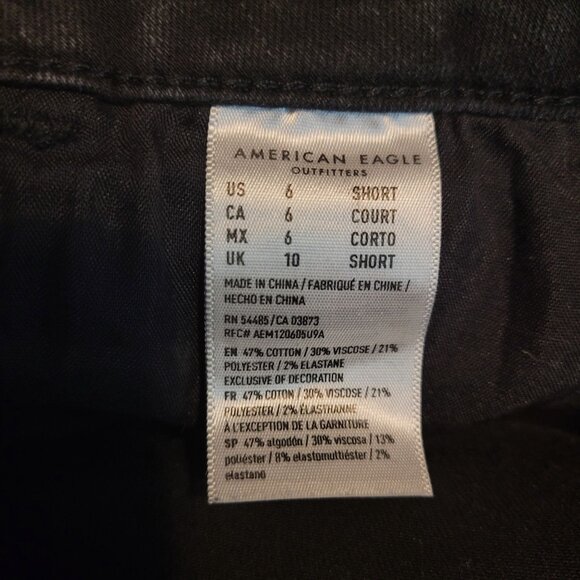 AMERICAN EAGLE
OUTFITTERS
US 6 SHORT
CA 6 COURT
MX 6 CORTO
UK 10 SHORT
MADE IN CHINA / FABRIQUÉ EN CHINE /
HECHO EN CHINA
RN 54485 / CA 03873
RFC# AEM120605U9A
EN 47% COTTON / 30% VISCOSE / 21%
POLYESTER / 2% ELASTANE
EXCLUSIVE OF DECORATION
FR 47% COTON / 30% VISCOSE / 21%
POLYESTER / 2% ÉLASTHANNE
À L'EXCEPTION DE LA GARNITURE
SP 47% algodón / 30% viscosa / 13%
poliéster / 8% elastomultiéster / 2%
elastano